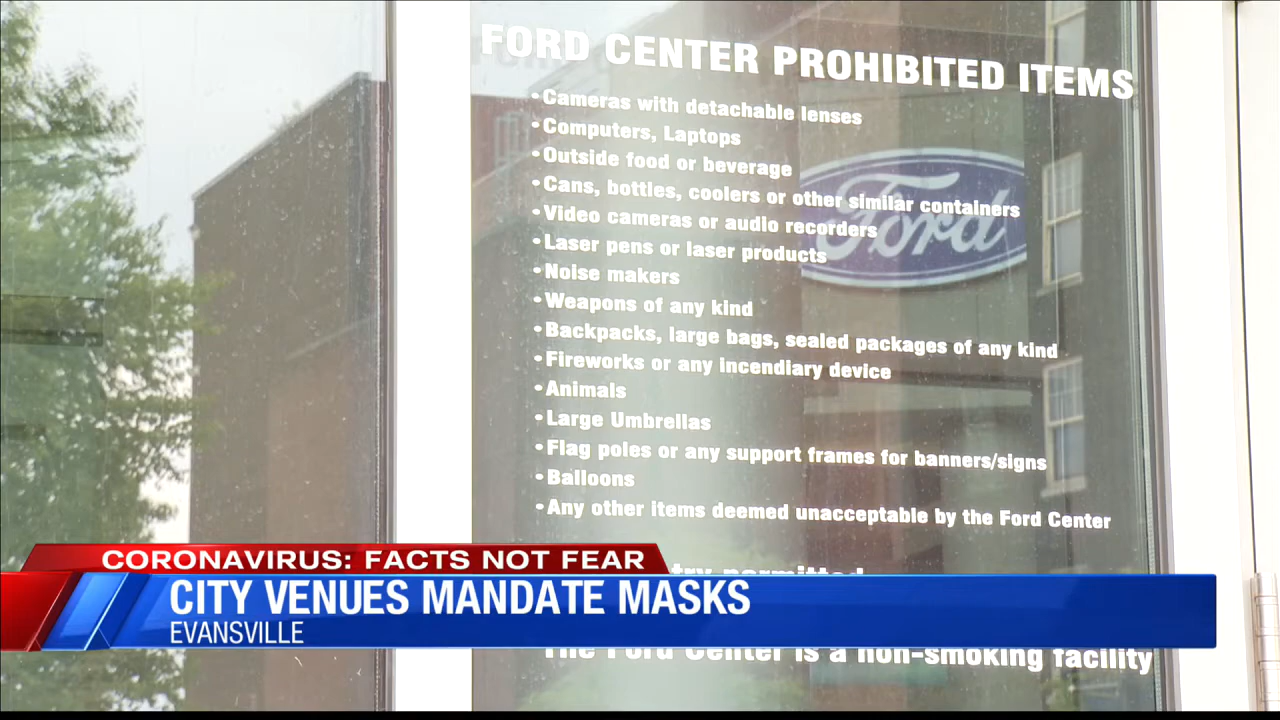 FORD CENTER PROHIBITED ITEMS
•Cameras with detachable lenses
•Computers, Laptops
•Outside food or beverage
•Cans, bottles, coolers or other similar containers
•Video cameras or audio recorders
•Laser pens or laser products
•Noise makers
•Weapons of any kind
•Backpacks, large bags, sealed packages of any kind
•Fireworks or any incendiary device
•Animals
•Large Umbrellas
•Flag poles or any support frames for banners/signs
•Balloons
•Any other items deemed unacceptable by the Ford Center
Ford
permitted
The Ford Center is a non-smoking facility
CORONAVIRUS: FACTS NOT FEAR
CITY VENUES MANDATE MASKS
EVANSVILLE